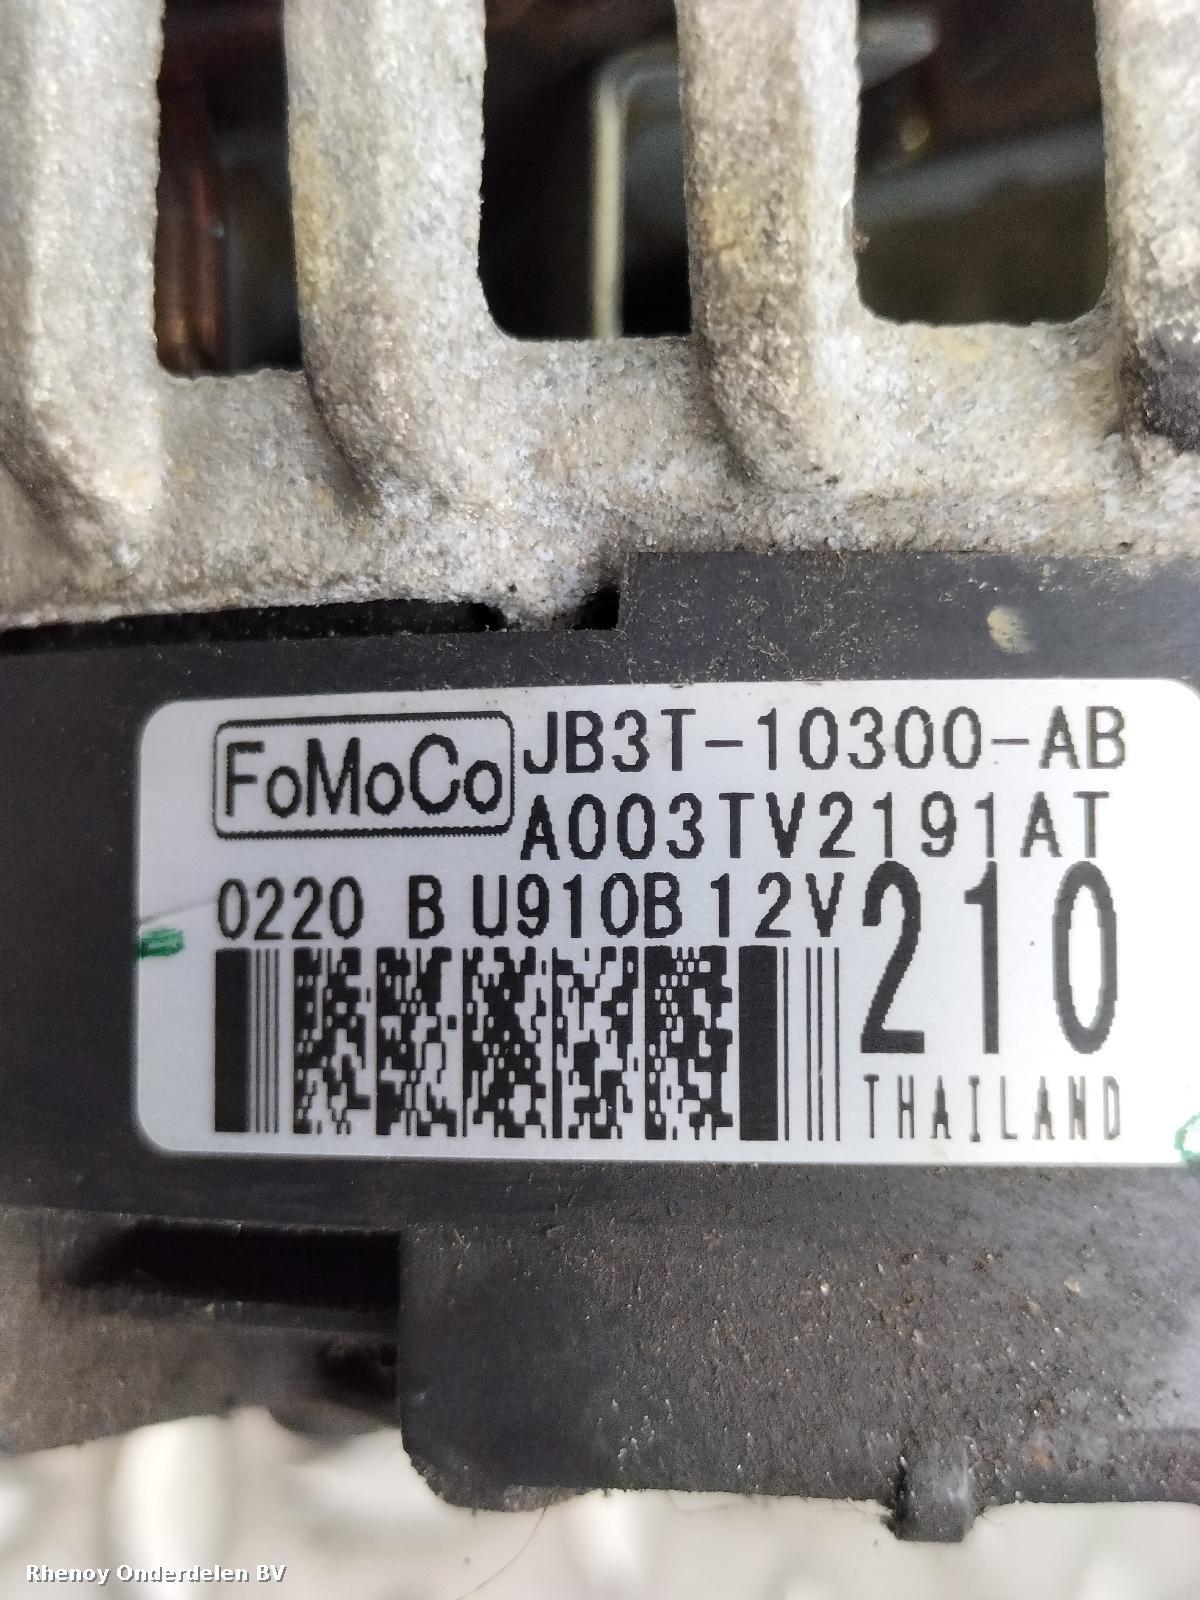 FoMoCo JB3T-10300-AB
A003TV2191AT
0220 B U910B 12V 210
THAILAND
Rhenoy Onderdelen BV